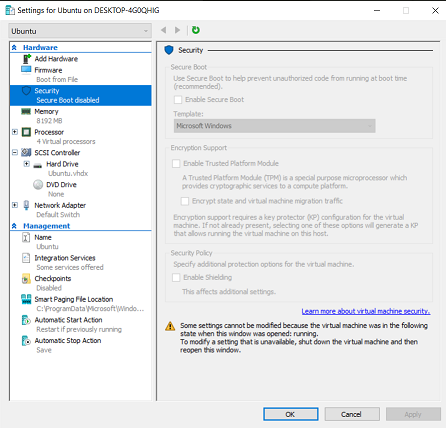 Settings for Ubuntu on DESKTOP-4G0QHIG
Ubuntu
Hardware
Add Hardware
Firmware
Boot from File
Security
Secure Boot disabled
Memory
8192 MB
Processor
4 Virtual processors
SCSI Controller
Hard Drive
Ubuntu.vhdx
DVD Drive
None
Network Adapter
Default Switch
Management
Name
Ubuntu
Integration Services
Some services offered
Checkpoints
Disabled
Smart Paging File Location
C:\ProgramData\Microsoft\Windo...
Automatic Start Action
Restart if previously running
Automatic Stop Action
Save
Security
Secure Boot
Use Secure Boot to help prevent unauthorized code from running at boot time
(recommended).
Enable Secure Boot
Template:
Microsoft Windows
Encryption Support
Enable Trusted Platform Module
A Trusted Platform Module (TPM) is a special purpose microprocessor which
provides cryptographic services to a compute platform.
Encrypt state and virtual machine migration traffic
Encryption support requires a key protector (KP) configuration for the virtual
machine. If not already present, selecting one of these options will generate a KP
that allows running the virtual machine on this host.
Security Policy
Specify additional protection options for the virtual machine.
Enable Shielding
This affects additional settings.
Learn more about virtual machine security.
Some settings cannot be modified because the virtual machine was in the following
state when this window was opened: running.
To modify a setting that is unavailable, shut down the virtual machine and then
reopen this window.
OK
Cancel
Apply